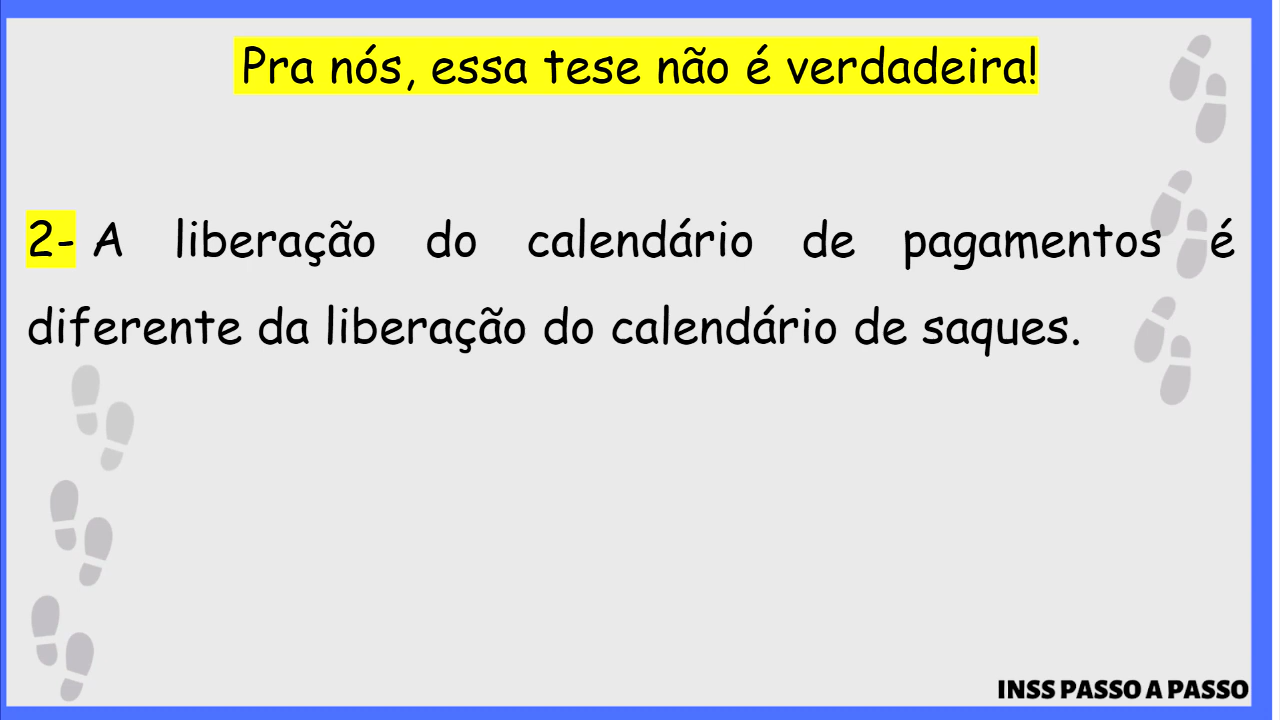 Pra nós, essa tese não é verdadeira!
2- A liberação do calendário de pagamentos é
diferente da liberação do calendário de saques.
INSS PASSO A PASSO